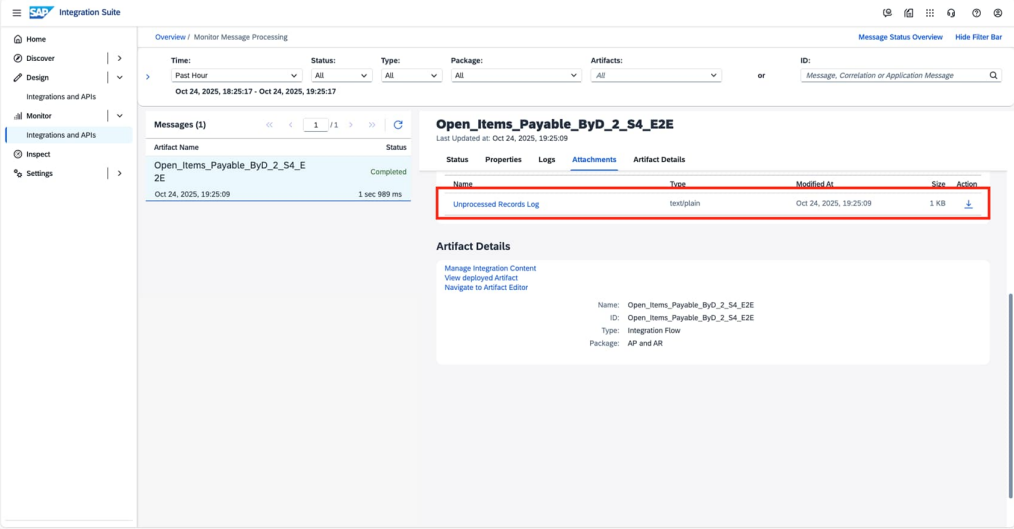 SAP Integration Suite
Home
Discover
Design
Integrations and APIs
Monitor
Integrations and APIs
Inspect
Settings
Overview / Monitor Message Processing
Message Status Overview Hide Filter Bar
Time: Status: Type: Package: Artifacts: ID:
Past Hour All All All All or Message, Correlation or Application Message
Oct 24, 2025, 18:25:17 - Oct 24, 2025, 19:25:17
Messages (1) 1 / 1
Artifact Name Status
Open_Items_Payable_ByD_2_S4_E
2E
Completed
Oct 24, 2025, 19:25:09 1 sec 989 ms
Open_Items_Payable_ByD_2_S4_E2E
Last Updated at: Oct 24, 2025, 19:25:09
Status Properties Logs Attachments Artifact Details
Name Type Modified At Size Action
Unprocessed Records Log text/plain Oct 24, 2025, 19:25:09 1 KB
Artifact Details
Manage Integration Content
View deployed Artifact
Navigate to Artifact Editor
Name: Open_Items_Payable_ByD_2_S4_E2E
ID: Open_Items_Payable_ByD_2_S4_E2E
Type: Integration Flow
Package: AP and AR